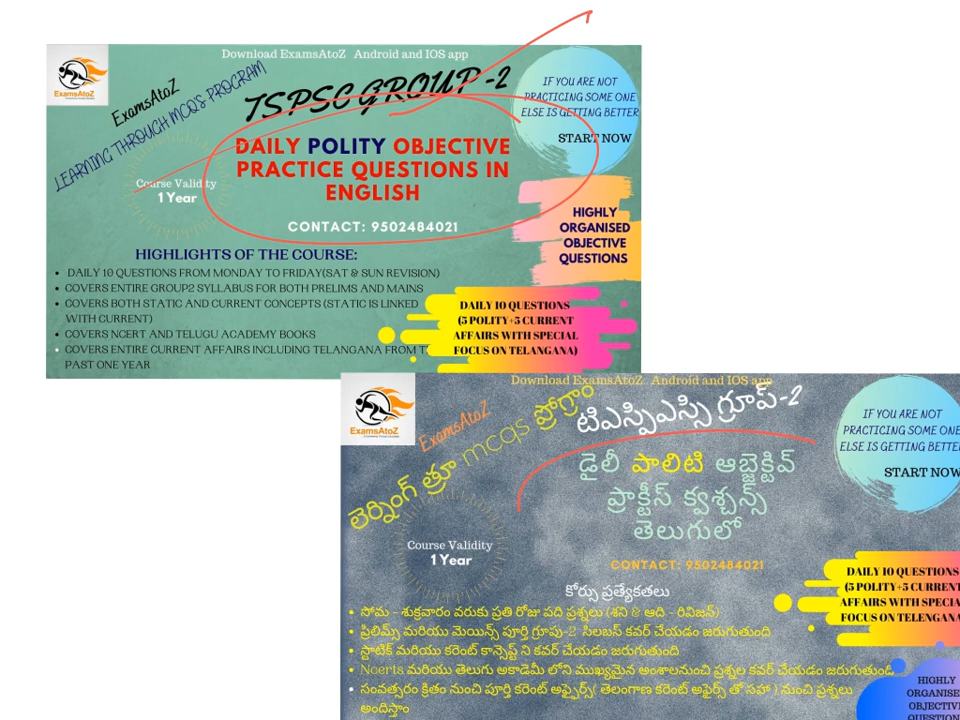 Download ExamsAtoZ Android and IOS app
ExamsAtoZ
ExamsAtoZ
LEARNING THROUGH MCQS PROGRAM
TSPSC GROUP-2
IF YOU ARE NOT
PRACTICING SOME ONE
ELSE IS GETTING BETTER
START NOW
DAILY POLITY OBJECTIVE
PRACTICE QUESTIONS IN
ENGLISH
Course Validity
1 Year
CONTACT: 9502484021
HIGHLY
ORGANISED
OBJECTIVE
QUESTIONS
HIGHLIGHTS OF THE COURSE:
• DAILY 10 QUESTIONS FROM MONDAY TO FRIDAY(SAT & SUN REVISION)
• COVERS ENTIRE GROUP2 SYLLABUS FOR BOTH PRELIMS AND MAINS
• COVERS BOTH STATIC AND CURRENT CONCEPTS (STATIC IS LINKED
WITH CURRENT)
• COVERS NCERT AND TELUGU ACADEMY BOOKS
• COVERS ENTIRE CURRENT AFFAIRS INCLUDING TELANGANA FROM
PAST ONE YEAR
DAILY 10 QUESTIONS
(5 POLITY+5 CURRENT
AFFAIRS WITH SPECIAL
FOCUS ON TELANGANA)
Download ExamsAtoZ Android and IOS app
ExamsAtoZ
ExamsAtoZ
లెర్నింగ్ త్రూ mcqs ప్రోగ్రాం
టిఎస్పిఎస్సి గ్రూప్-2
IF YOU ARE NOT
PRACTICING SOME ONE
ELSE IS GETTING BETTER
START NOW
డైలీ పాలిటి ఆబ్జెక్టివ్
ప్రాక్టీస్ క్వశ్చన్స్
తెలుగులో
Course Validity
1 Year
CONTACT: 9502484021
కోర్సు ప్రత్యేకతలు
• సోమ - శుక్రవారం వరుకు ప్రతి రోజు పది ప్రశ్నలు (శని & ఆది - రివిజన్)
• ప్రిలిమ్స్ మరియు మెయిన్స్ పూర్తి గ్రూపు-2 సిలబస్ కవర్ చేయడం జరుగుతుంది
• స్టాటిక్ మరియు కరెంట్ కాన్సెప్ట్ ని కవర్ చేయడం జరుగుతుంది
• Ncerts మరియు తెలుగు అకాడెమీ లోని ముఖ్యమైన అంశాలనుంచి ప్రశ్నల కవర్ చేయడం జరుగుతుంది
• సంవత్సరం క్రితం నుంచి పూర్తి కరెంట్ అఫ్ఫైర్స్( తెలంగాణ కరెంట్ అఫైర్స్ తో సహా ) నుంచి ప్రశ్నలు
అందిస్తాం
DAILY 10 QUESTIONS
(5 POLITY+5 CURRENT
AFFAIRS WITH SPECIA
FOCUS ON TELENGANA
HIGHLY
ORGANISE
OBJECTIV
QUESTIONS